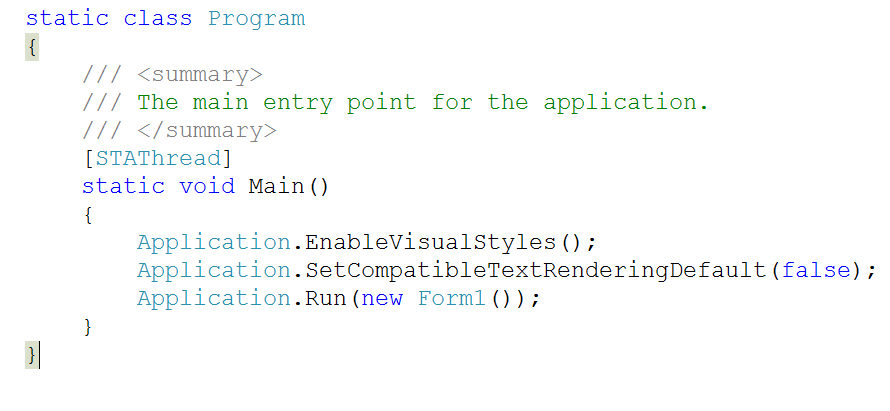 static class Program
{
    /// <summary>
    /// The main entry point for the application.
    /// </summary>
    [STAThread]
    static void Main()
    {
        Application.EnableVisualStyles();
        Application.SetCompatibleTextRenderingDefault(false);
        Application.Run(new Form1());
    }
}